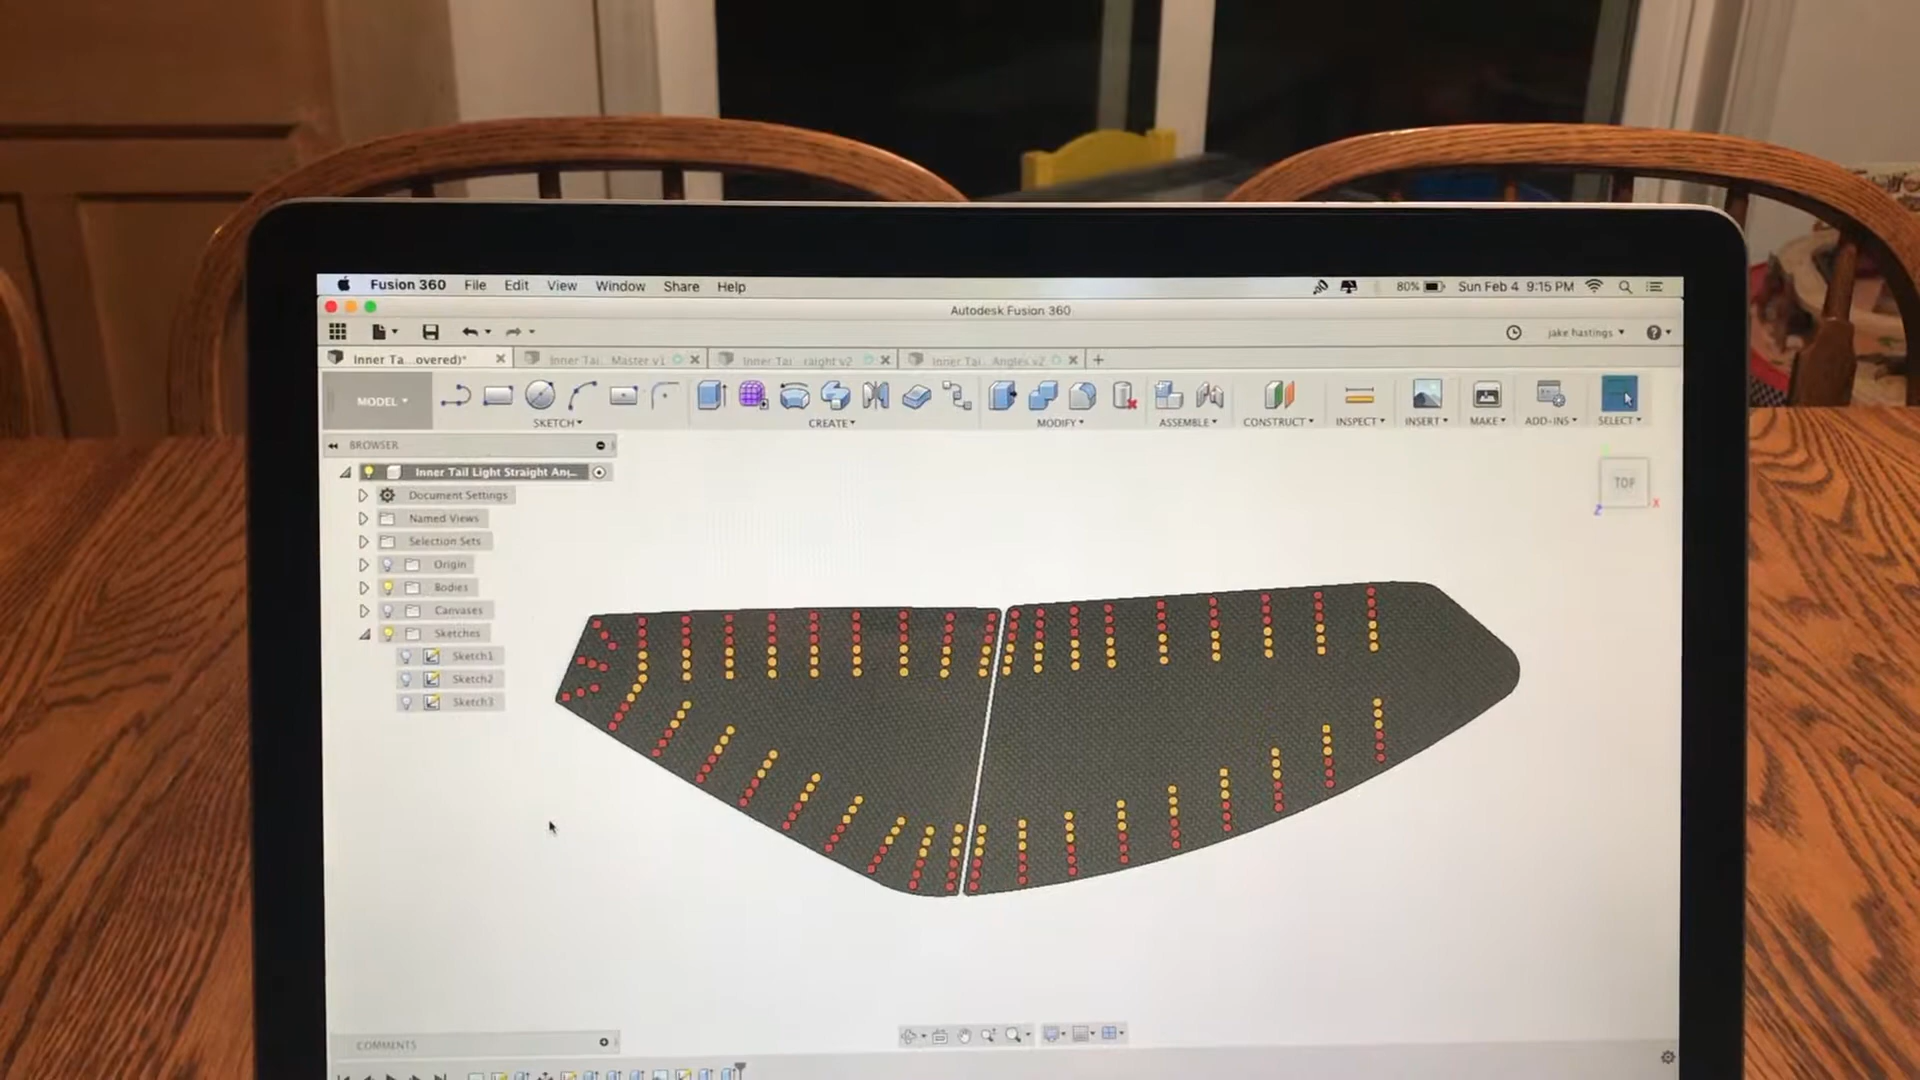 Fusion 360 File Edit View Window Share Help 80% Sun Feb 4 9:15 PM
Autodesk Fusion 360
jake hastings
Inner Ta...overed)* Inner Tai... Master v1 Inner Tai...raight v2 Inner Tai... Angles v2
MODEL
SKETCH CREATE MODIFY ASSEMBLE CONSTRUCT INSPECT INSERT MAKE ADD-INS SELECT
BROWSER
Inner Tail Light Straight Ang...
Document Settings
Named Views
Selection Sets
Origin
Bodies
Canvases
Sketches
Sketch1
Sketch2
Sketch3
TOP
X
Z
COMMENTS